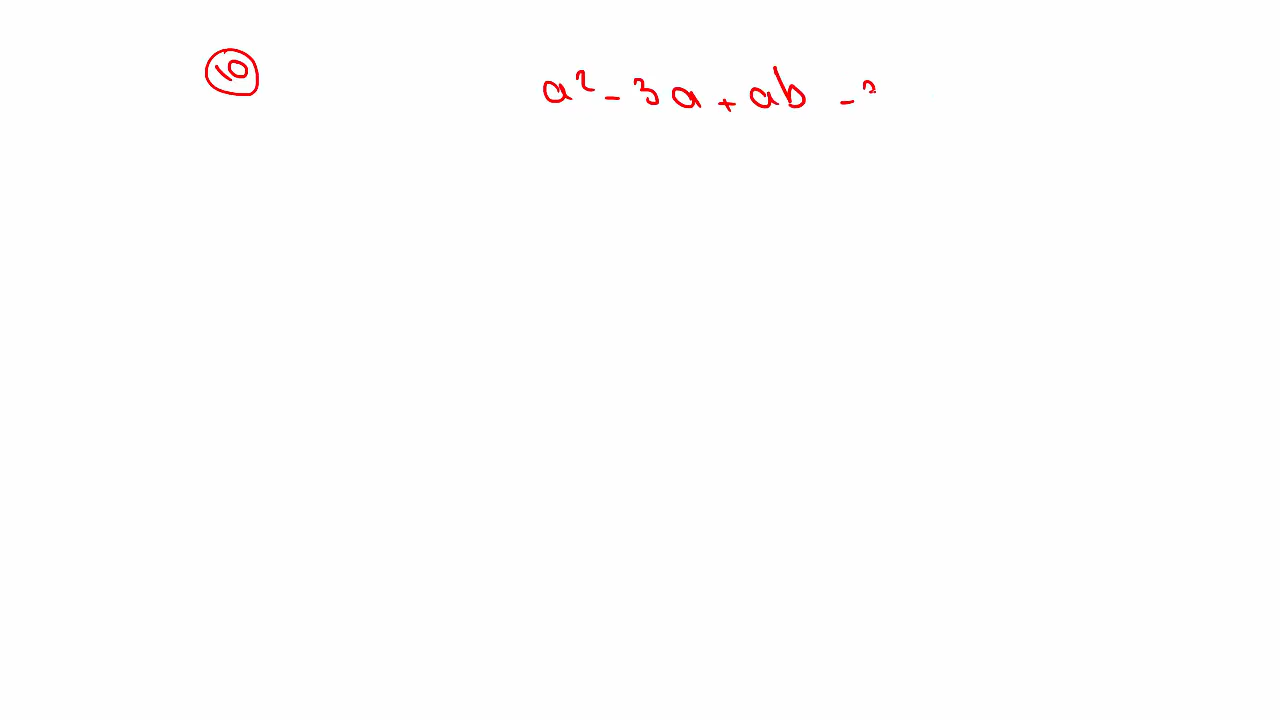 10 a² - 3a + ab -